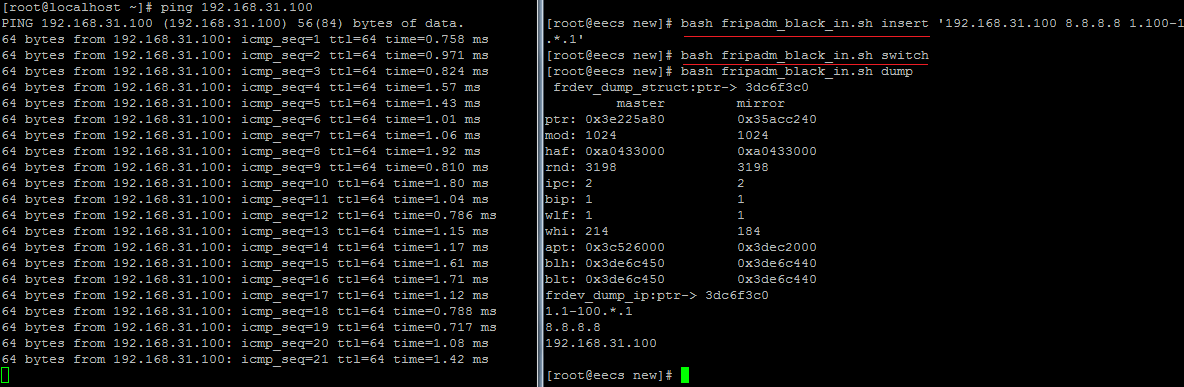 [root@localhost ~]# ping 192.168.31.100
PING 192.168.31.100 (192.168.31.100) 56(84) bytes of data.
64 bytes from 192.168.31.100: icmp_seq=1 ttl=64 time=0.758 ms
64 bytes from 192.168.31.100: icmp_seq=2 ttl=64 time=0.971 ms
64 bytes from 192.168.31.100: icmp_seq=3 ttl=64 time=0.824 ms
64 bytes from 192.168.31.100: icmp_seq=4 ttl=64 time=1.57 ms
64 bytes from 192.168.31.100: icmp_seq=5 ttl=64 time=1.43 ms
64 bytes from 192.168.31.100: icmp_seq=6 ttl=64 time=1.01 ms
64 bytes from 192.168.31.100: icmp_seq=7 ttl=64 time=1.06 ms
64 bytes from 192.168.31.100: icmp_seq=8 ttl=64 time=1.92 ms
64 bytes from 192.168.31.100: icmp_seq=9 ttl=64 time=0.810 ms
64 bytes from 192.168.31.100: icmp_seq=10 ttl=64 time=1.80 ms
64 bytes from 192.168.31.100: icmp_seq=11 ttl=64 time=1.04 ms
64 bytes from 192.168.31.100: icmp_seq=12 ttl=64 time=0.786 ms
64 bytes from 192.168.31.100: icmp_seq=13 ttl=64 time=1.15 ms
64 bytes from 192.168.31.100: icmp_seq=14 ttl=64 time=1.17 ms
64 bytes from 192.168.31.100: icmp_seq=15 ttl=64 time=1.61 ms
64 bytes from 192.168.31.100: icmp_seq=16 ttl=64 time=1.71 ms
64 bytes from 192.168.31.100: icmp_seq=17 ttl=64 time=1.12 ms
64 bytes from 192.168.31.100: icmp_seq=18 ttl=64 time=0.788 ms
64 bytes from 192.168.31.100: icmp_seq=19 ttl=64 time=0.717 ms
64 bytes from 192.168.31.100: icmp_seq=20 ttl=64 time=1.08 ms
64 bytes from 192.168.31.100: icmp_seq=21 ttl=64 time=1.42 ms
[root@eecs new]# bash fripadm_black_in.sh insert '192.168.31.100 8.8.8.8 1.100-1
.*.1'
[root@eecs new]# bash fripadm_black_in.sh switch
[root@eecs new]# bash fripadm_black_in.sh dump
frdev_dump_struct:ptr-> 3dc6f3c0
master mirror
ptr: 0x3e225a80 0x35acc240
mod: 1024 1024
haf: 0xa0433000 0xa0433000
rnd: 3198 3198
ipc: 2 2
bip: 1 1
wlf: 1 1
whi: 214 184
apt: 0x3c526000 0x3dec2000
blh: 0x3de6c450 0x3de6c440
blt: 0x3de6c450 0x3de6c440
frdev_dump_ip:ptr-> 3dc6f3c0
1.1-100.*.1
8.8.8.8
192.168.31.100
[root@eecs new]#